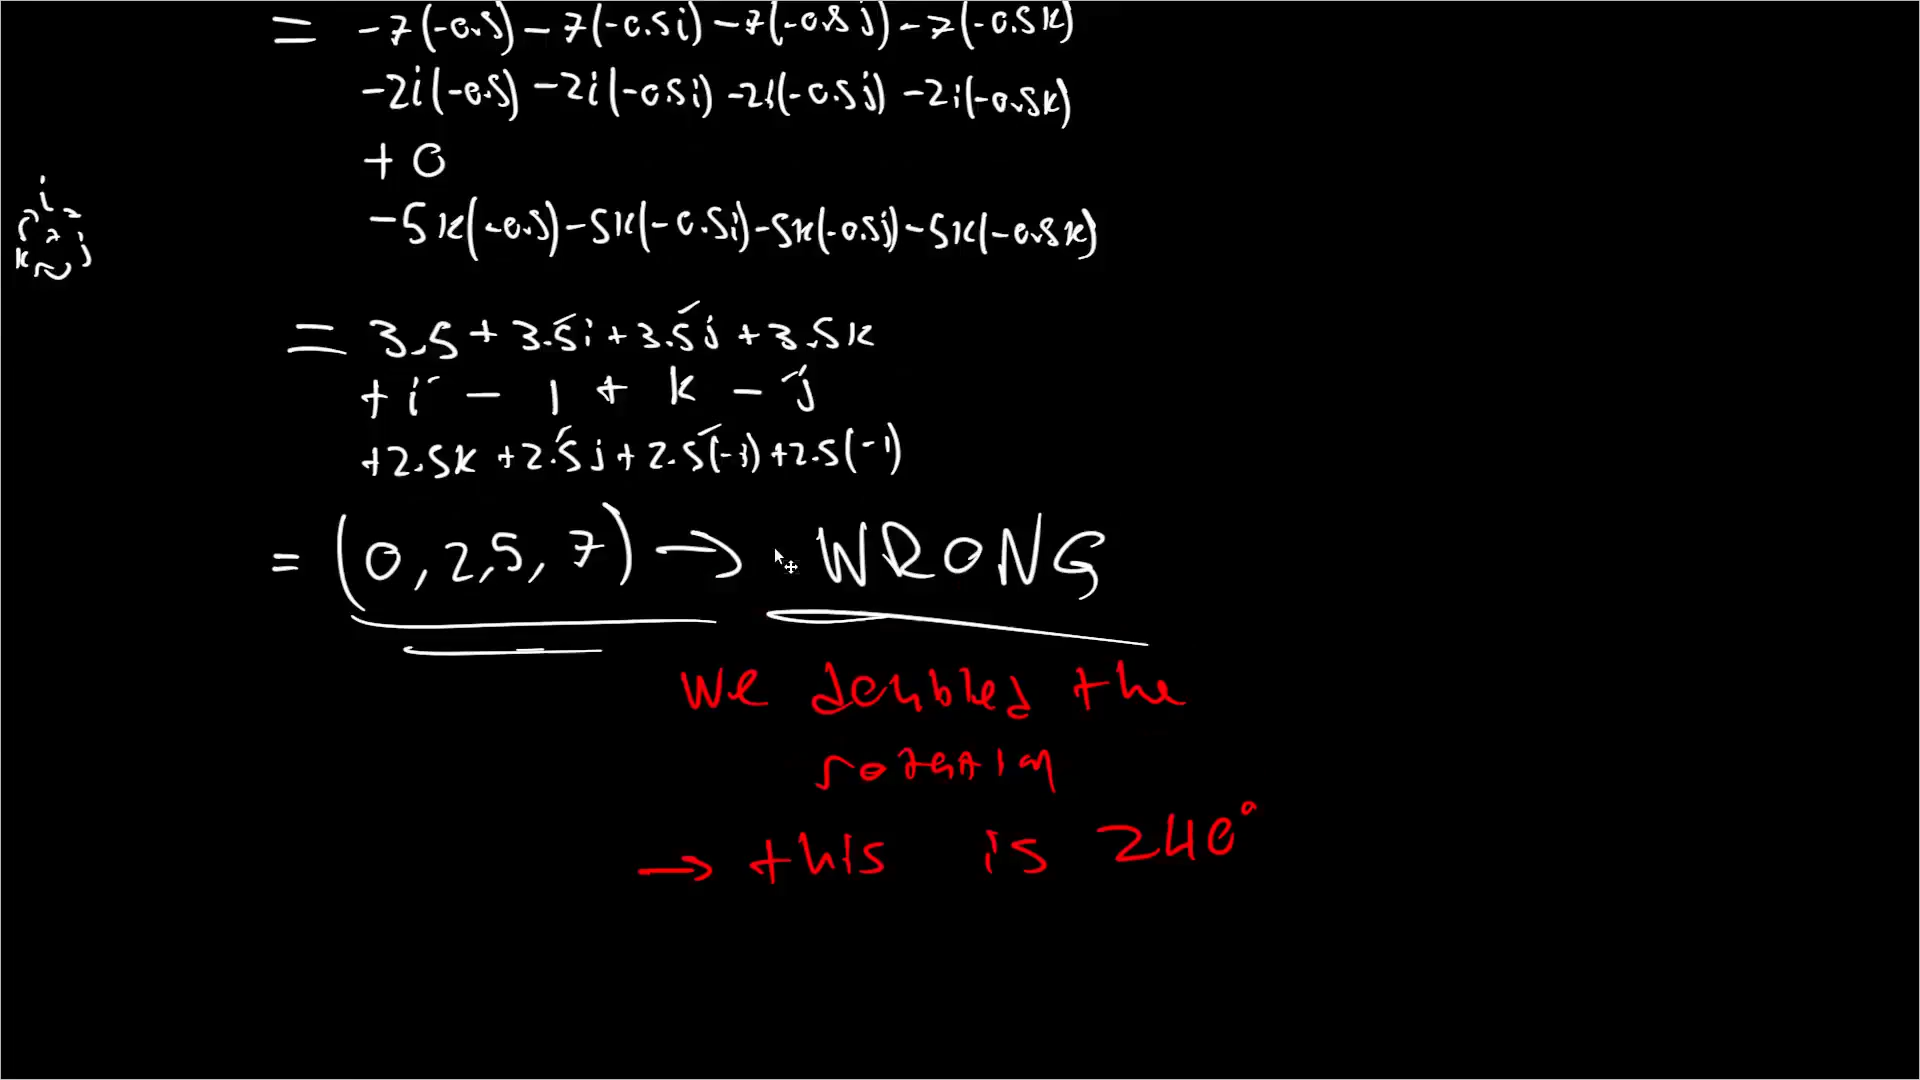 = -7(-0.5) - 7(-0.5i) - 7(-0.5j) - 7(-0.5k)
-2i(-0.5) - 2i(-0.5i) - 2i(-0.5j) - 2i(-0.5k)
+ 0
-5k(-0.5) - 5k(-0.5i) - 5k(-0.5j) - 5k(-0.5k)
i
k j
= 3.5 + 3.5i + 3.5j + 3.5k
+ i - 1 + k - j
+2.5k + 2.5j + 2.5(-i) + 2.5(-1)
= (0, 2,5, 7) → WRONG
we doubled the
→ this is 240°